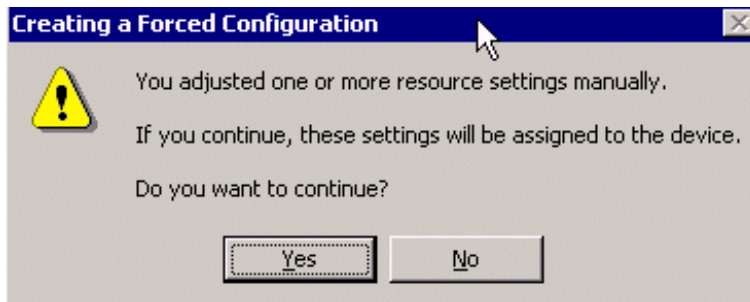 Creating a Forced Configuration
You adjusted one or more resource settings manually.
If you continue, these settings will be assigned to the device.
Do you want to continue?
Yes
No